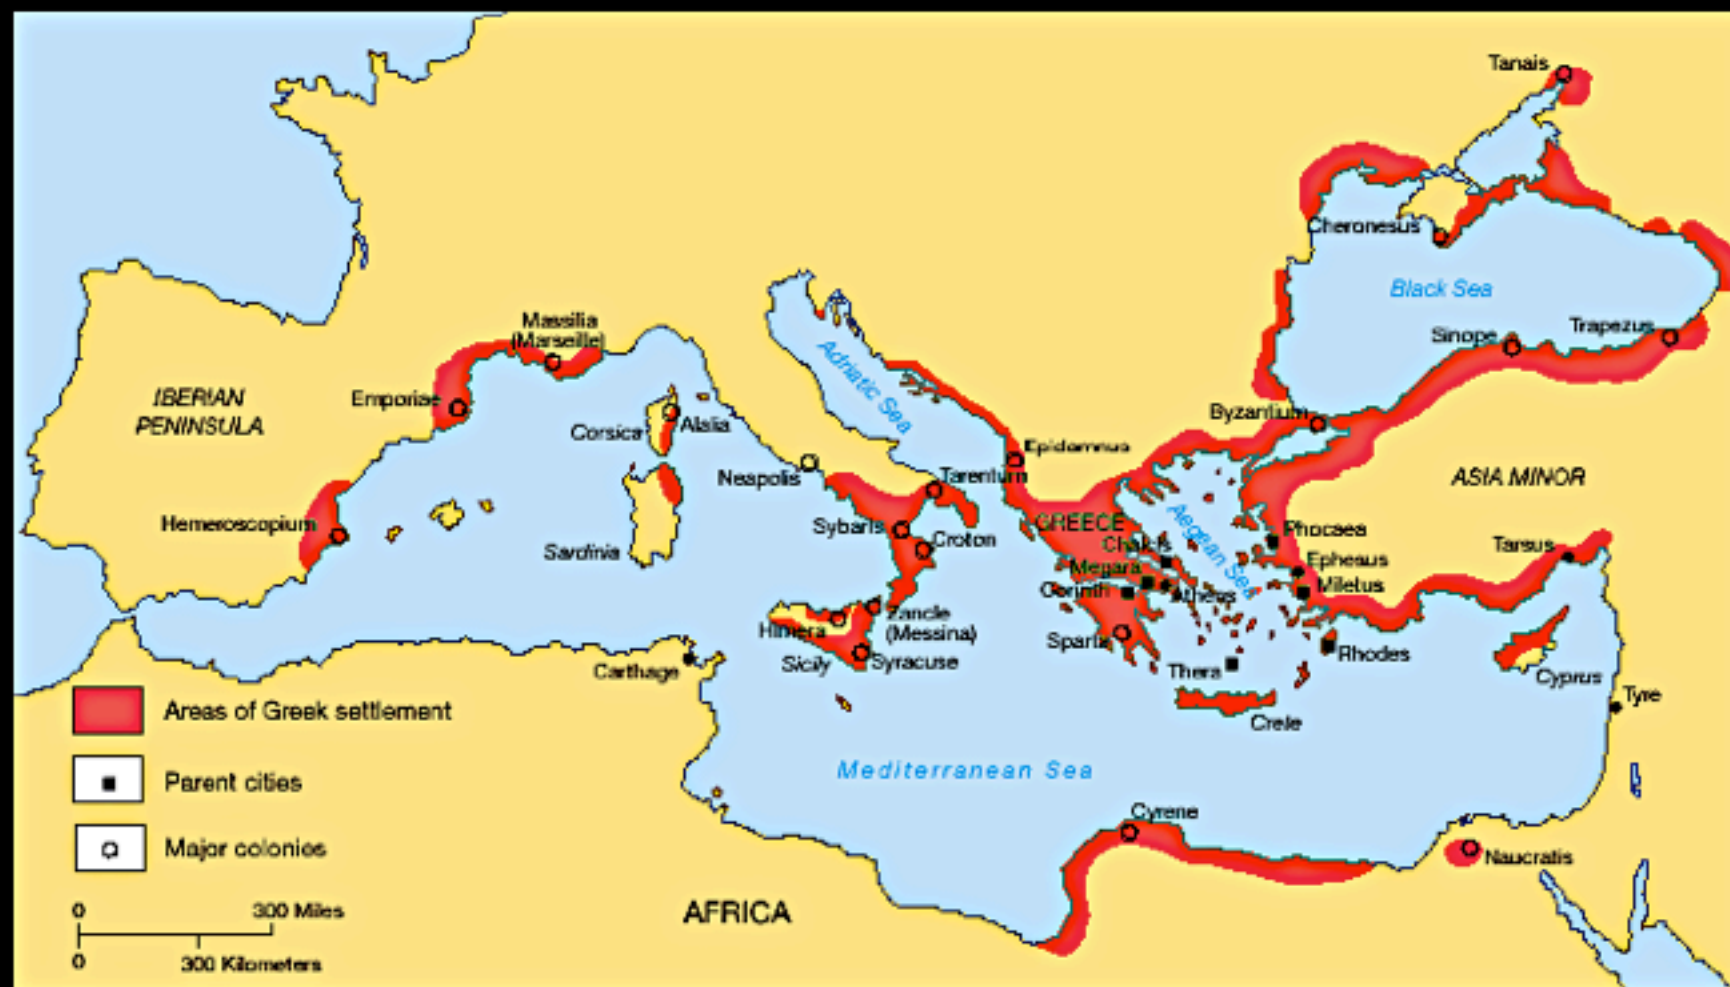 Tanais
Cheronesus
Black Sea
Sinope
Trapezus
Massilia
(Marseille)
IBERIAN
PENINSULA
Emporiae
Corsica
Alalia
Adriatic Sea
Byzantium
Neapolis
Epidamnus
Tarentum
ASIA MINOR
Hemeroscopium
Sybaris
Croton
Sardinia
GREECE
Chalcis
Aegean Sea
Phocaea
Tarsus
Megara
Ephesus
Corinth
Athens
Miletus
Himera
Zancle
(Messina)
Sparta
Sicily
Syracuse
Carthage
Thera
Rhodes
Cyprus
Tyre
Crete
Areas of Greek settlement
Mediterranean Sea
Parent cities
Cyrene
Major colonies
Naucratis
AFRICA
0 300 Miles
0 300 Kilometers